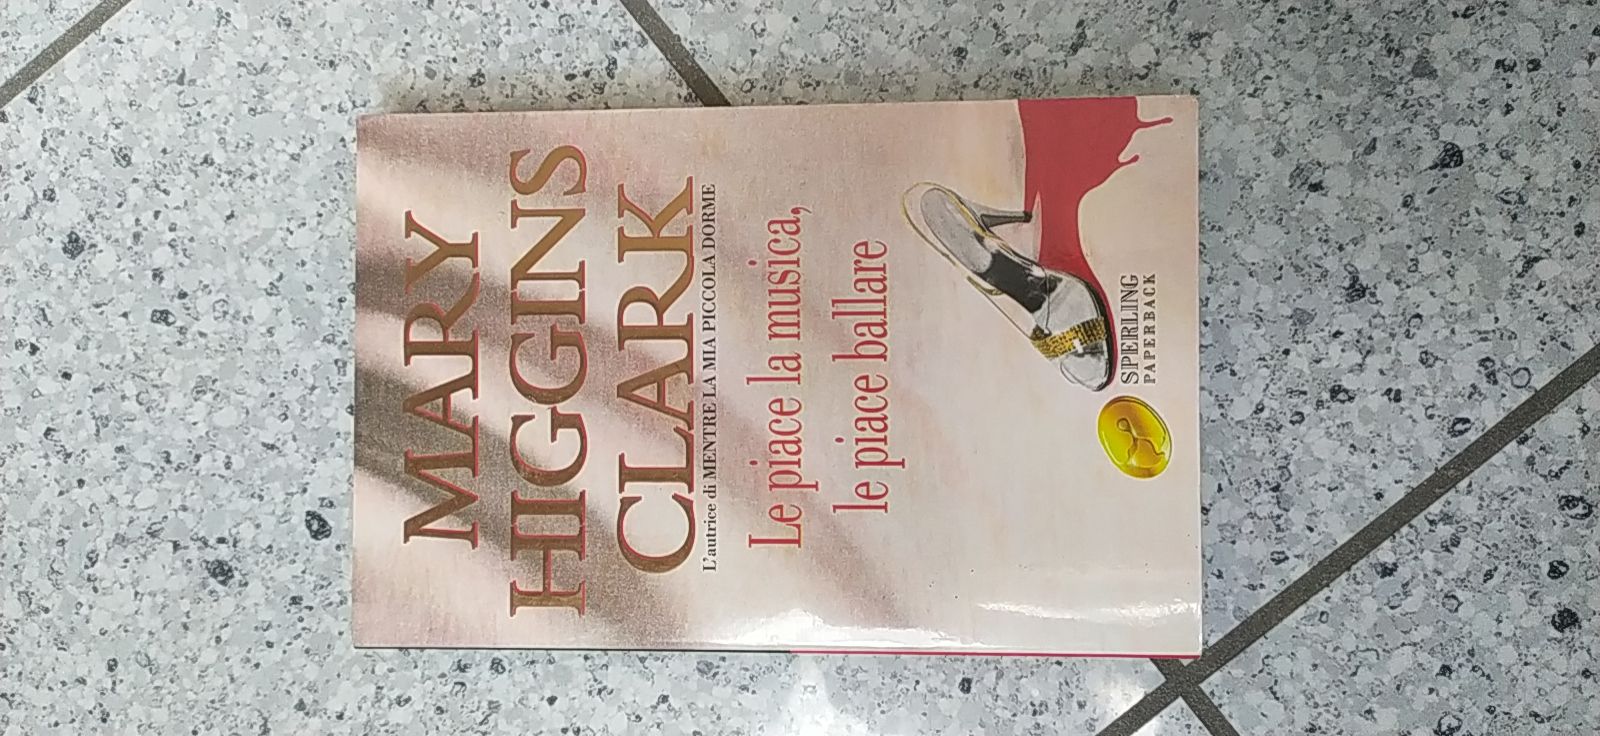 MARY
HIGGINS
CLARK
L'autrice di MENTRE LA MIA PICCOLA DORME
Le piace la musica,
le piace ballare
SPERLING
PAPERBACK